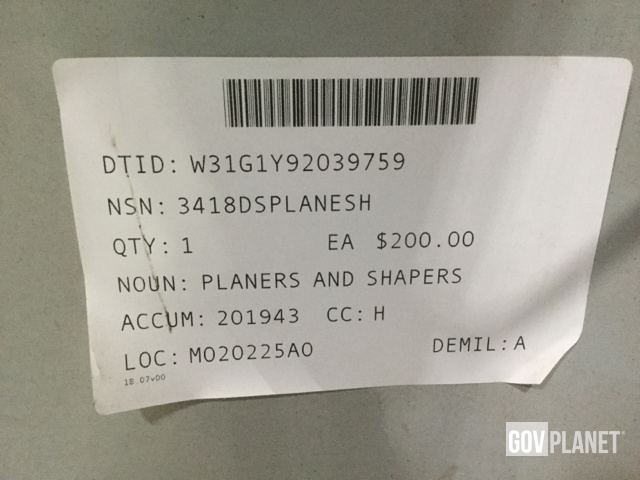 DTID: W31G1Y92039759
NSN: 3418DSPLANESH
QTY: 1 EA $200.00
NOUN: PLANERS AND SHAPERS
ACCUM: 201943 CC: H
LOC: MO20225AO DEMIL: A
18.07v00
GOVPLANET